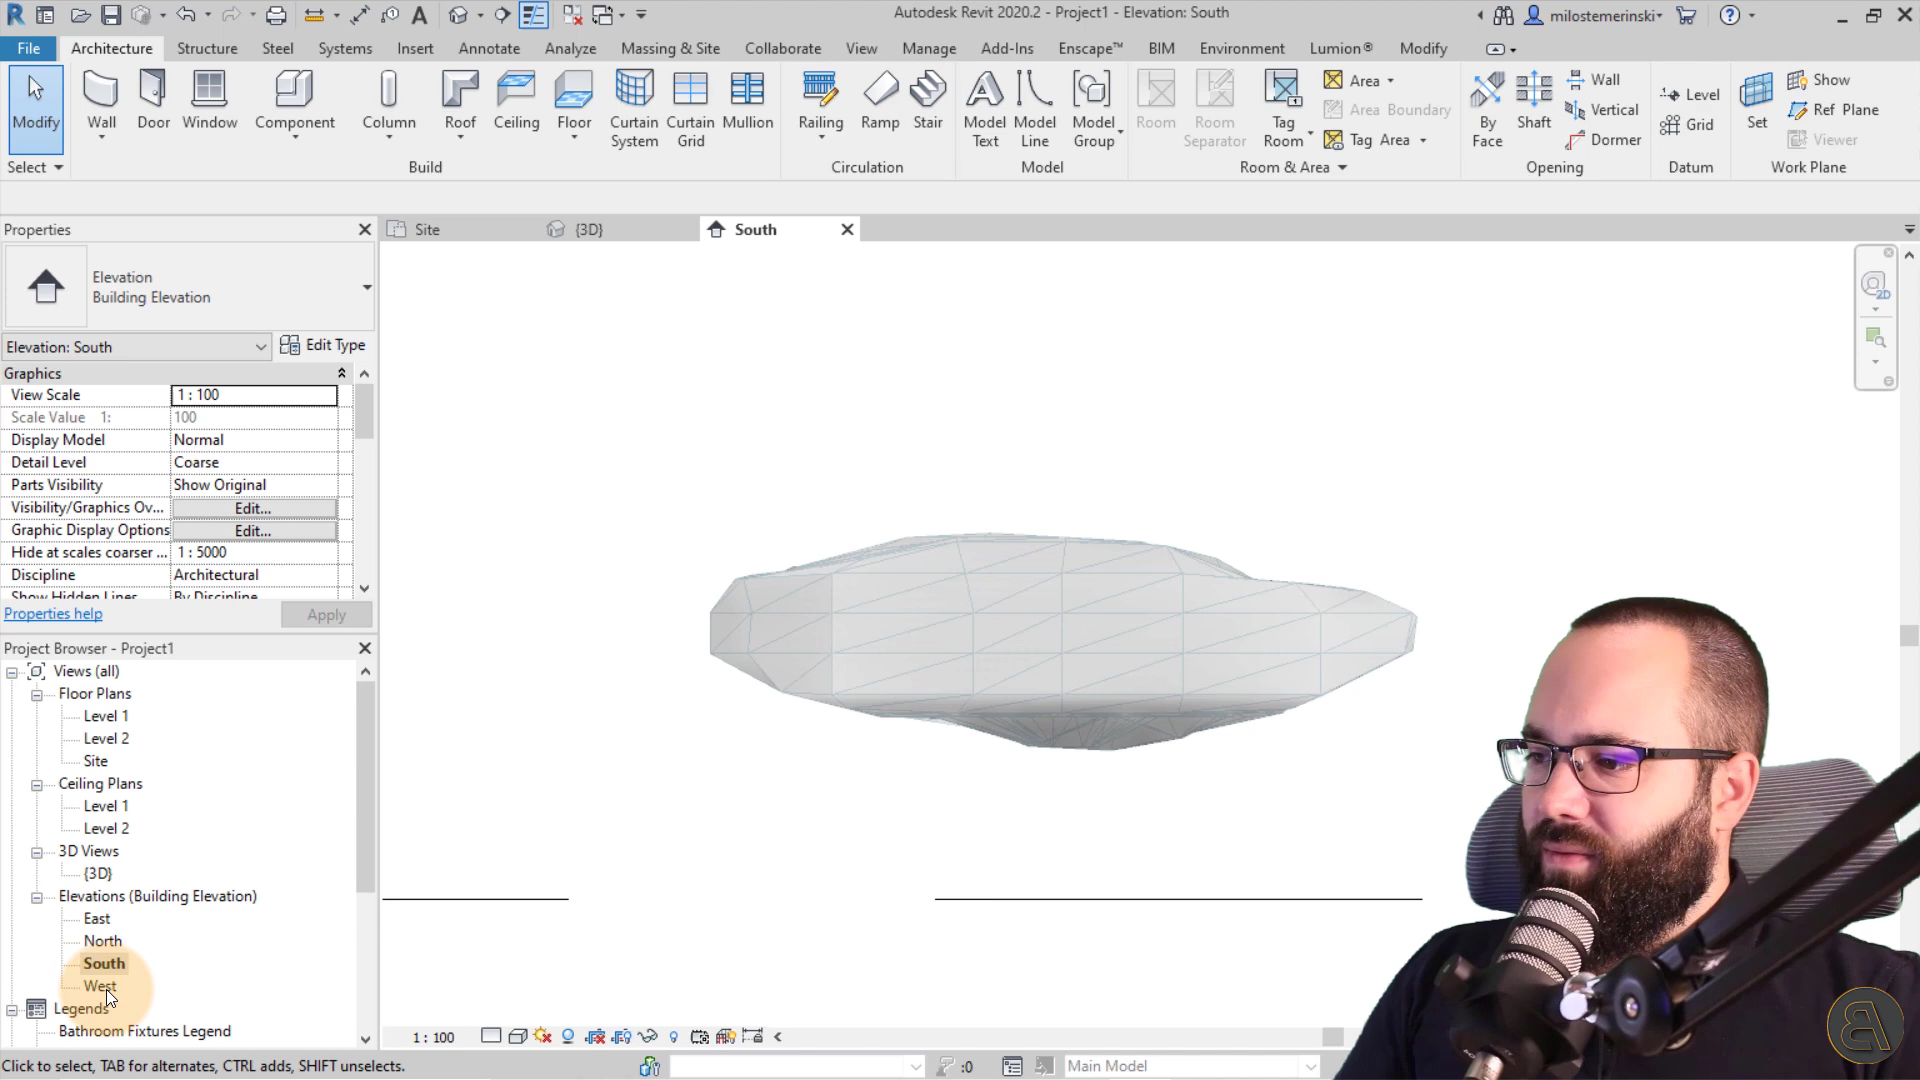 Autodesk Revit 2020.2 - Project1 - Elevation: South
milostemerinski
File Architecture Structure Steel Systems Insert Annotate Analyze Massing & Site Collaborate View Manage Add-Ins Enscape™ BIM Environment Lumion® Modify
Modify Wall Door Window Component Column Roof Ceiling Floor Curtain System Curtain Grid Mullion Railing Ramp Stair Model Text Model Line Model Group Room Room Separator Tag Room Area Area Boundary Tag Area By Face Shaft Wall Vertical Dormer Level Grid Set Show Ref Plane Viewer
Select Build Circulation Model Room & Area Opening Datum Work Plane
Properties
Site {3D} South
Elevation
Building Elevation
Elevation: South Edit Type
Graphics
View Scale 1 : 100
Scale Value 1: 100
Display Model Normal
Detail Level Coarse
Parts Visibility Show Original
Visibility/Graphics Ov... Edit...
Graphic Display Options Edit...
Hide at scales coarser ... 1 : 5000
Discipline Architectural
Show Hidden Lines By Discipline
Properties help Apply
Project Browser - Project1
Views (all)
Floor Plans
Level 1
Level 2
Site
Ceiling Plans
Level 1
Level 2
3D Views
{3D}
Elevations (Building Elevation)
East
North
South
West
Legends
Bathroom Fixtures Legend
1 : 100
Click to select, TAB for alternates, CTRL adds, SHIFT unselects.
:0
Main Model